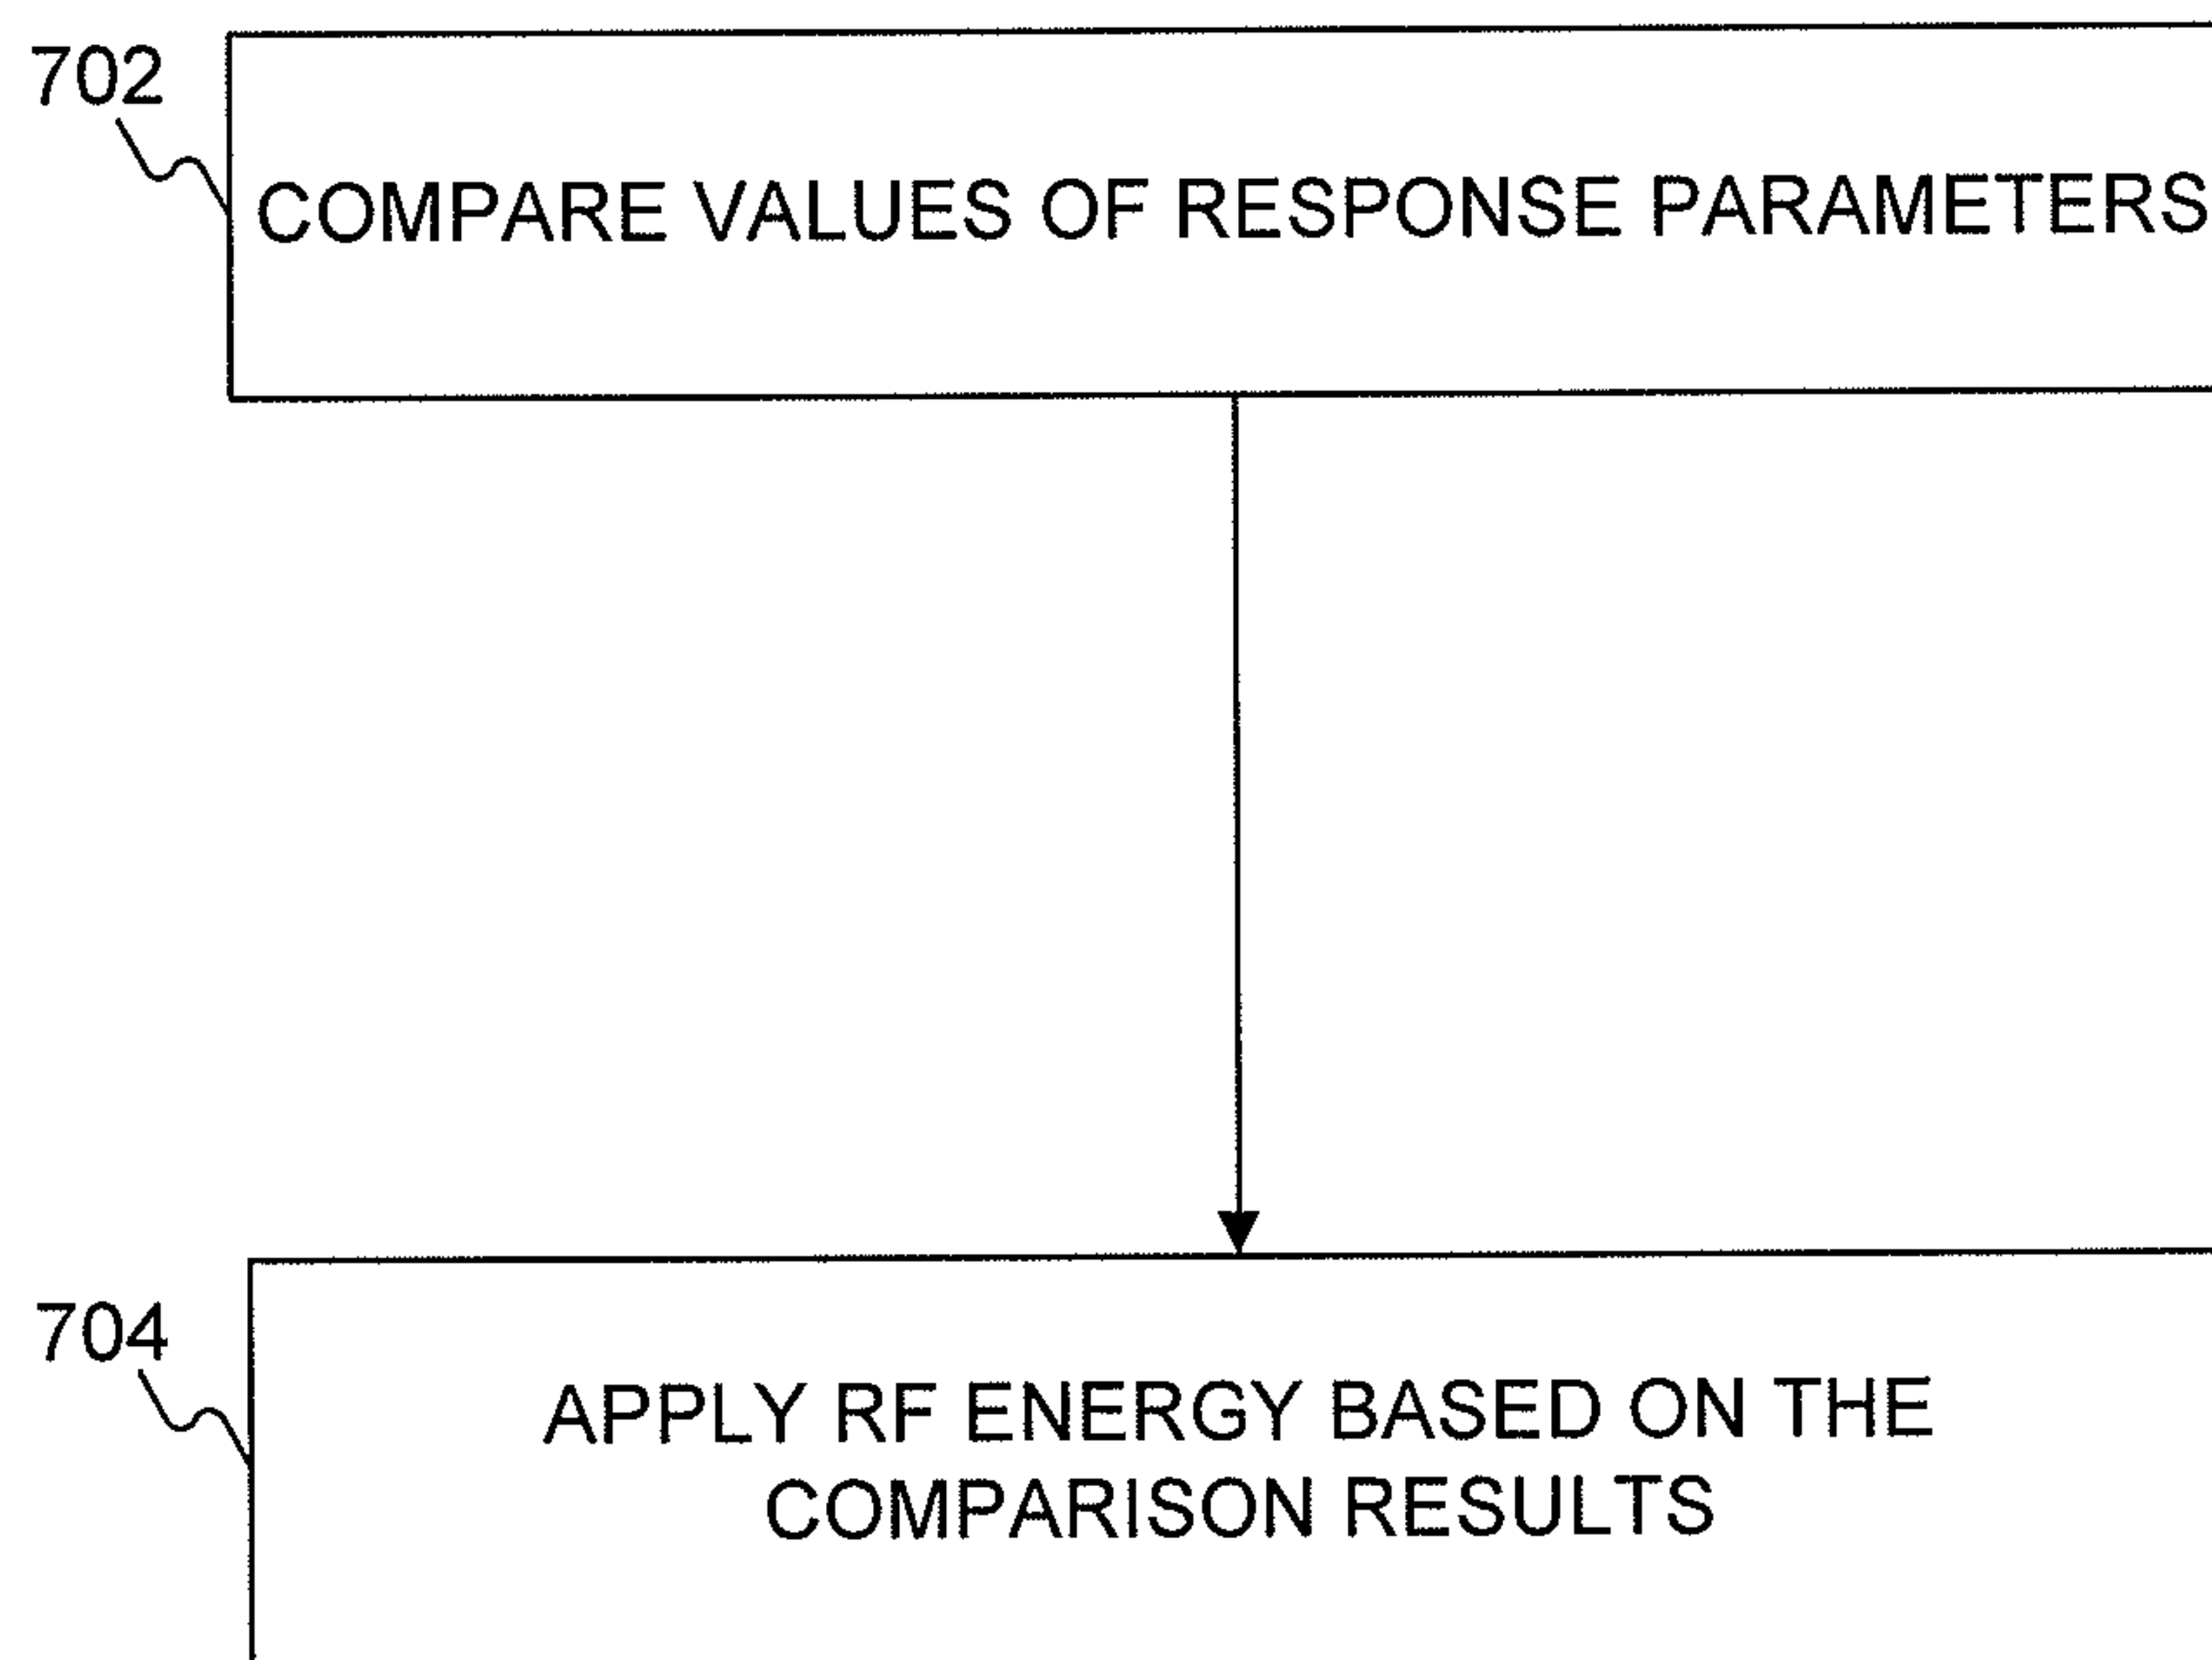 702
COMPARE VALUES OF RESPONSE PARAMETERS
704
APPLY RF ENERGY BASED ON THE
COMPARISON RESULTS